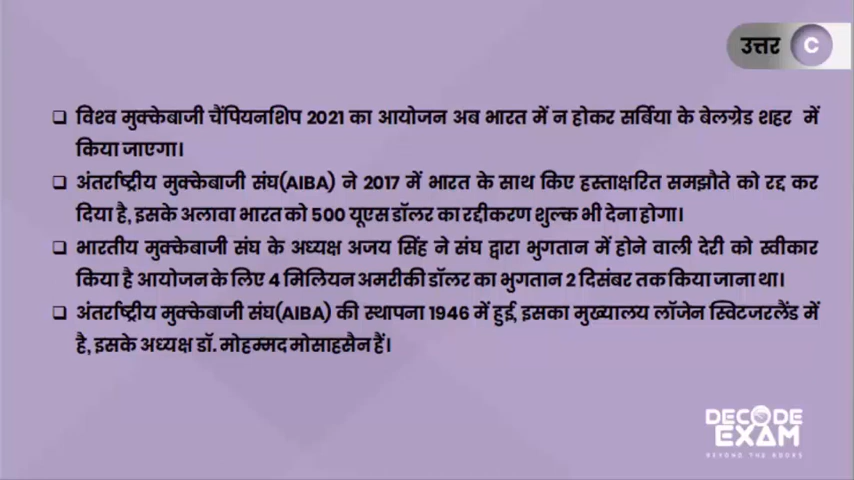 उत्तर C
❑ विश्व मुक्केबाजी चैंपियनशिप 2021 का आयोजन अब भारत में न होकर सर्बिया के बेलग्रेड शहर में
किया जाएगा।
❑ अंतर्राष्ट्रीय मुक्केबाजी संघ(AIBA) ने 2017 में भारत के साथ किए हस्ताक्षरित समझौते को रद्द कर
दिया है, इसके अलावा भारत को 500 यूएस डॉलर का रद्दीकरण शुल्क भी देना होगा।
❑ भारतीय मुक्केबाजी संघ के अध्यक्ष अजय सिंह ने संघ द्वारा भुगतान में होने वाली देरी को स्वीकार
किया है आयोजन के लिए 4 मिलियन अमरीकी डॉलर का भुगतान 2 दिसंबर तक किया जाना था।
❑ अंतर्राष्ट्रीय मुक्केबाजी संघ(AIBA) की स्थापना 1946 में हुई, इसका मुख्यालय लॉजेन स्विटजरलैंड में
है, इसके अध्यक्ष डॉ. मोहम्मद मोसाहसैन हैं।
DECODE
EXAM
BEYOND THE BOOKS